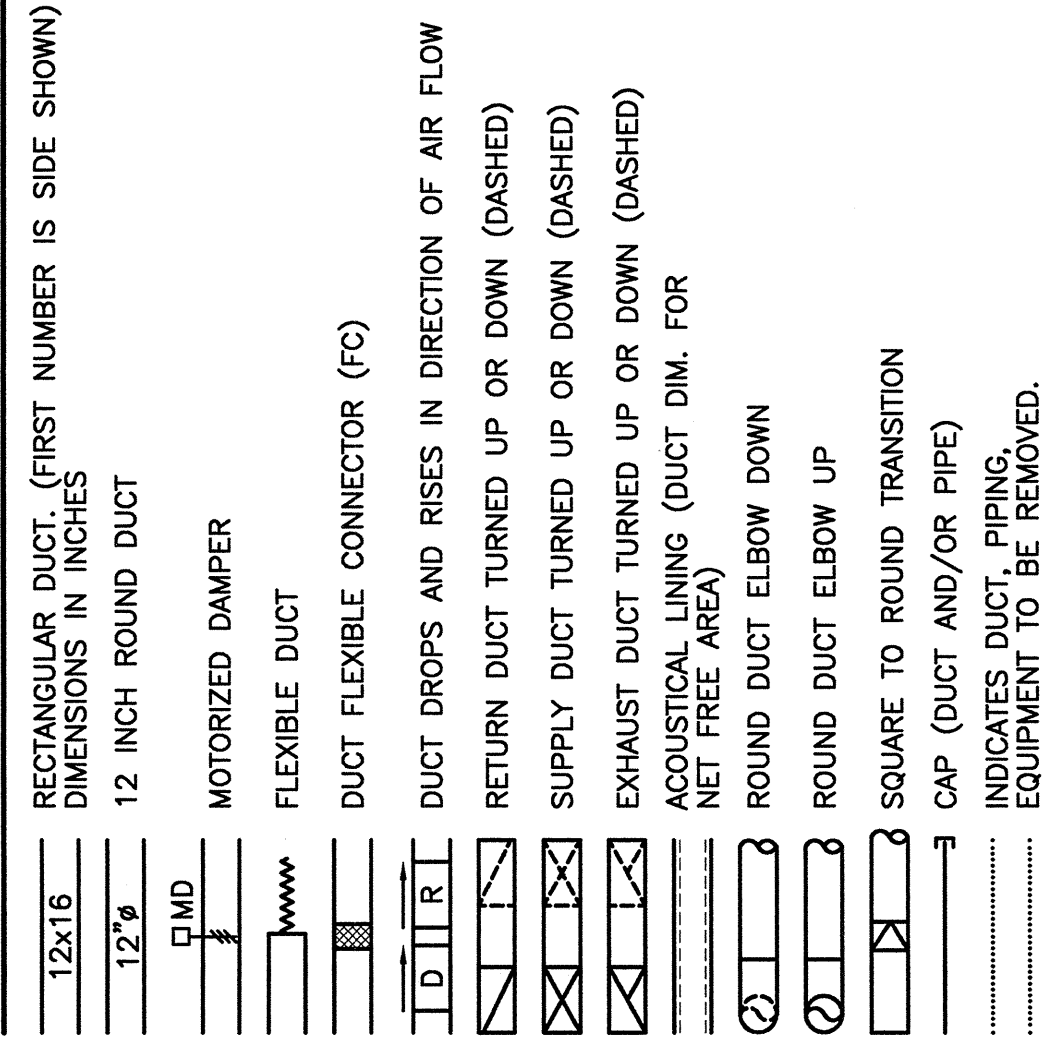 12x16 RECTANGULAR DUCT. (FIRST NUMBER IS SIDE SHOWN)
DIMENSIONS IN INCHES
12"ø 12 INCH ROUND DUCT
MD MOTORIZED DAMPER
FLEXIBLE DUCT
DUCT FLEXIBLE CONNECTOR (FC)
D R DUCT DROPS AND RISES IN DIRECTION OF AIR FLOW
RETURN DUCT TURNED UP OR DOWN (DASHED)
SUPPLY DUCT TURNED UP OR DOWN (DASHED)
EXHAUST DUCT TURNED UP OR DOWN (DASHED)
ACOUSTICAL LINING (DUCT DIM. FOR
NET FREE AREA)
ROUND DUCT ELBOW DOWN
ROUND DUCT ELBOW UP
SQUARE TO ROUND TRANSITION
CAP (DUCT AND/OR PIPE)
INDICATES DUCT, PIPING,
EQUIPMENT TO BE REMOVED.